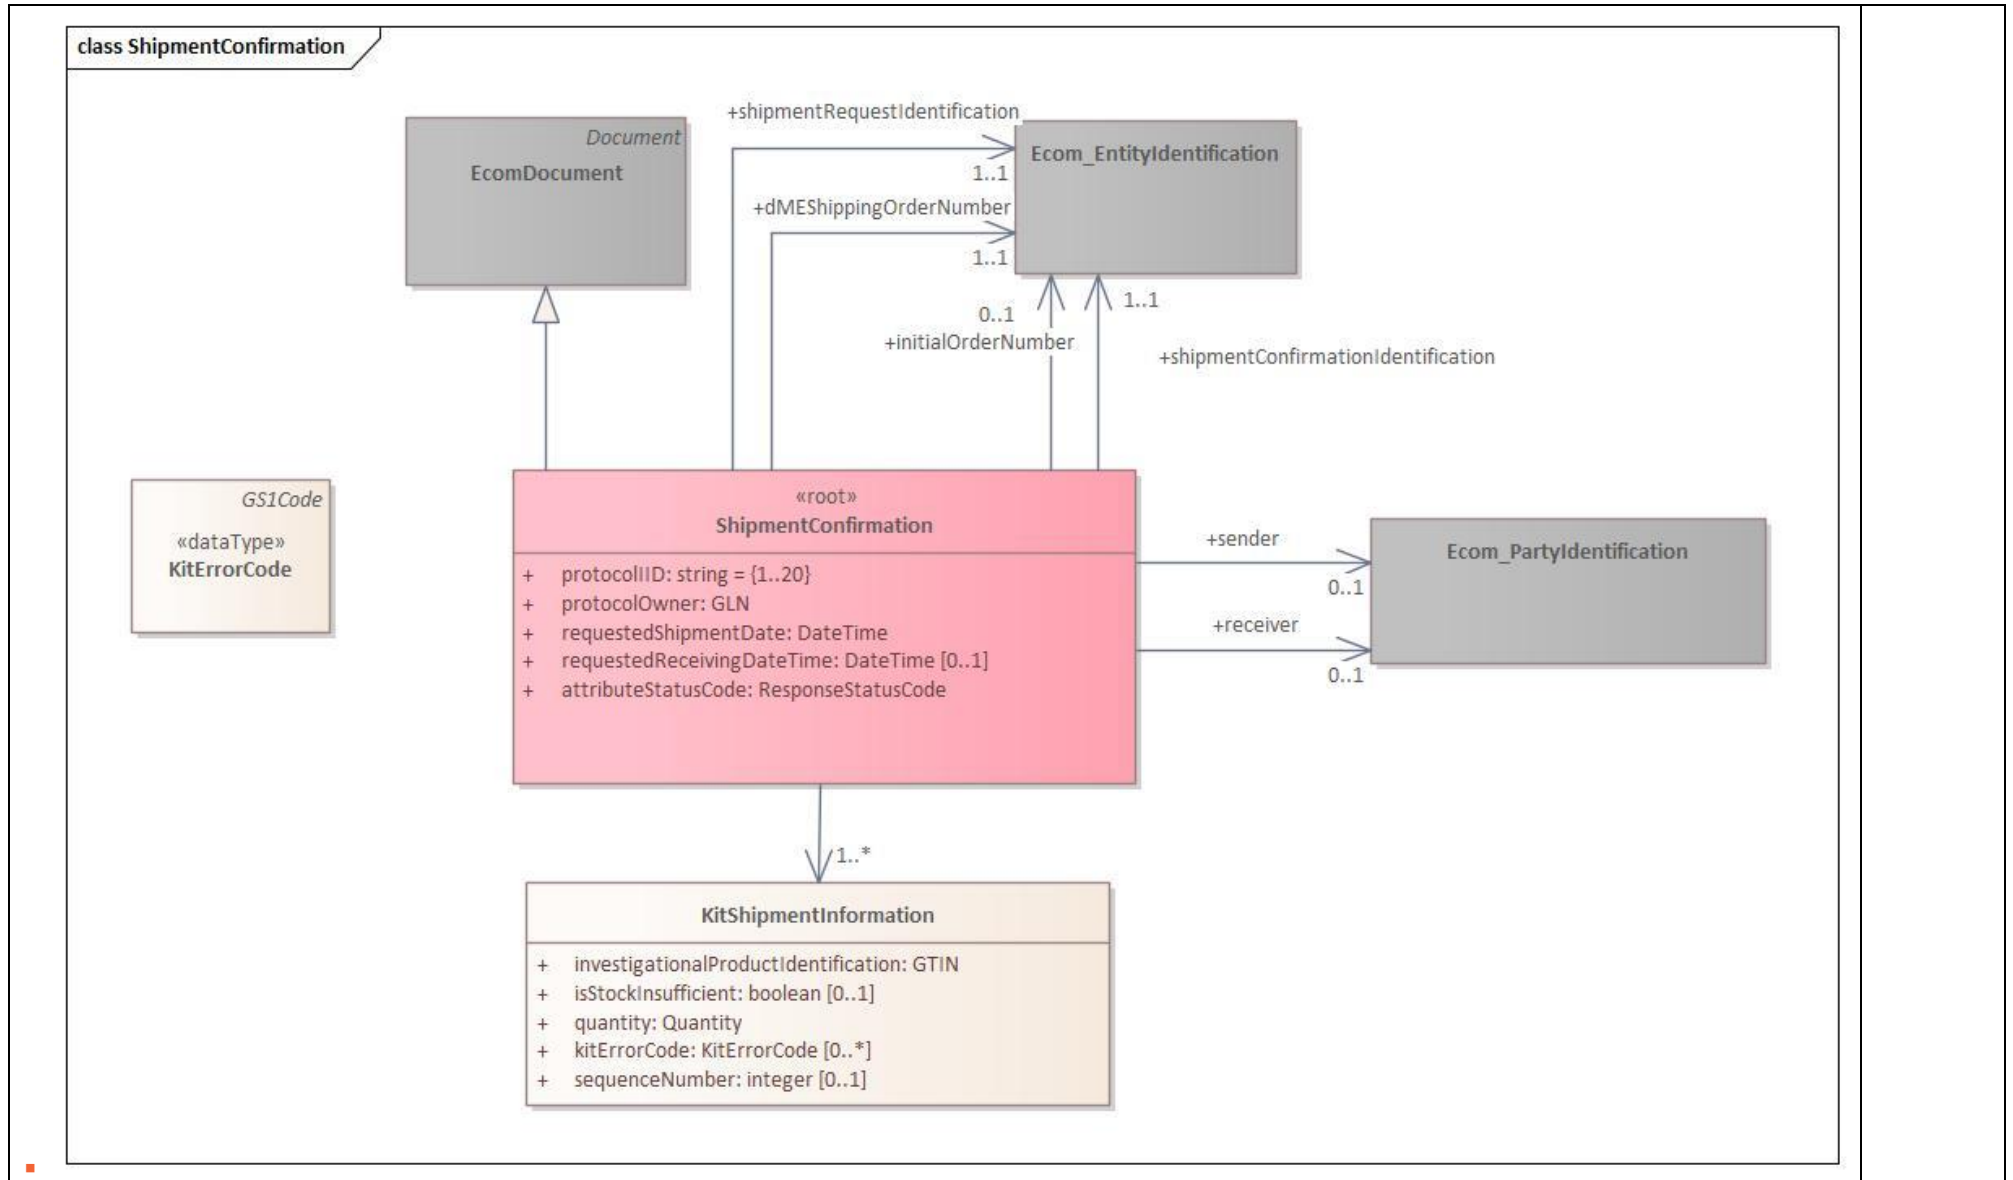 class ShipmentConfirmation
+shipmentRequestIdentification
Document
EcomDocument
Ecom_EntityIdentification
1..1
+dMEShippingOrderNumber
1..1
0..1
1..1
+initialOrderNumber
+shipmentConfirmationIdentification
GS1Code
«dataType»
KitErrorCode
«root»
ShipmentConfirmation
+ protocolIID: string = {1..20}
+ protocolOwner: GLN
+ requestedShipmentDate: DateTime
+ requestedReceivingDateTime: DateTime [0..1]
+ attributeStatusCode: ResponseStatusCode
+sender
0..1
Ecom_PartyIdentification
+receiver
0..1
1..*
KitShipmentInformation
+ investigationalProductIdentification: GTIN
+ isStockInsufficient: boolean [0..1]
+ quantity: Quantity
+ kitErrorCode: KitErrorCode [0..*]
+ sequenceNumber: integer [0..1]